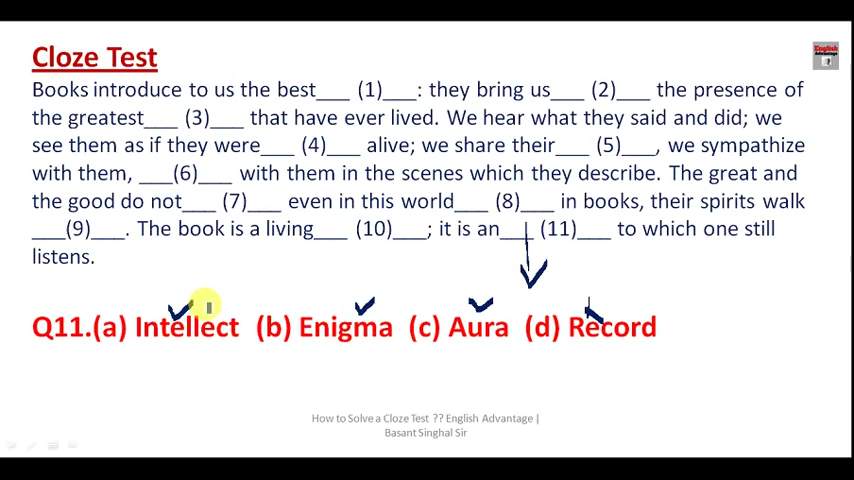 Cloze Test
English
Advantage
Books introduce to us the best___ (1)___: they bring us___ (2)___ the presence of
the greatest___ (3)___ that have ever lived. We hear what they said and did; we
see them as if they were___ (4)___ alive; we share their___ (5)___, we sympathize
with them, ___(6)___ with them in the scenes which they describe. The great and
the good do not___ (7)___ even in this world___ (8)___ in books, their spirits walk
___(9)___. The book is a living___ (10)___; it is an___ (11)___ to which one still
listens.
Q11.(a) Intellect (b) Enigma (c) Aura (d) Record
How to Solve a Cloze Test ?? English Advantage |
Basant Singhal Sir